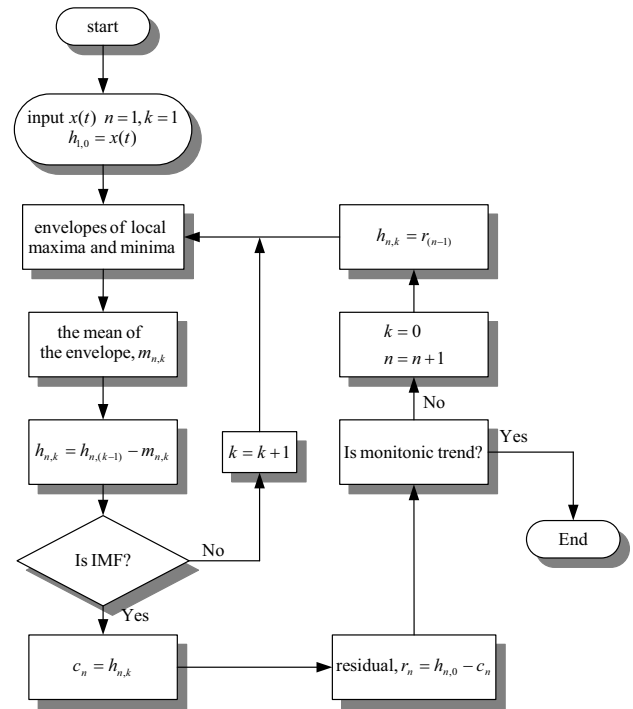 start
input x(t) n = 1, k = 1
h_{1,0} = x(t)
envelopes of local
maxima and minima
the mean of
the envelope, m_{n,k}
h_{n,k} = h_{n,(k−1)} − m_{n,k}
Is IMF?
No
Yes
c_n = h_{n,k}
k = k + 1
h_{n,k} = r_{(n−1)}
k = 0
n = n + 1
No
Is monitonic trend?
Yes
End
residual, r_n = h_{n,0} − c_n